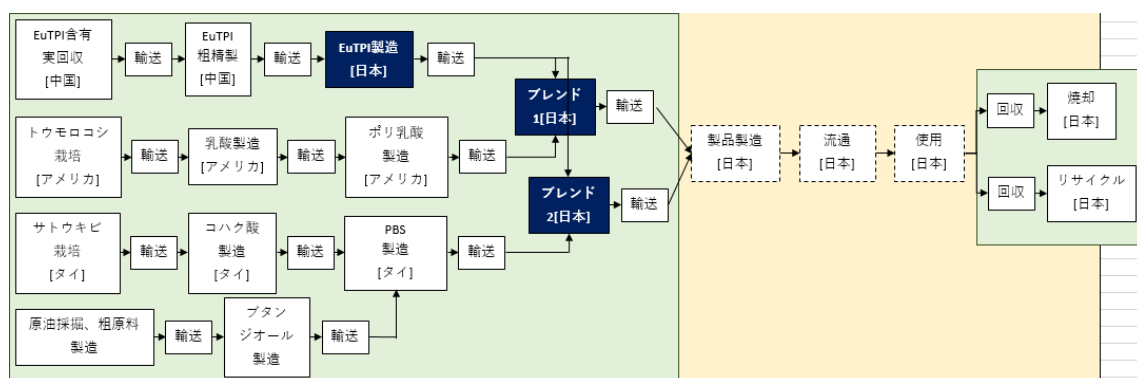 EuTPI含有
実回収
[中国]
輸送
EuTPI
粗精製
[中国]
輸送
EuTPI製造
[日本]
輸送
トウモロコシ
栽培
[アメリカ]
輸送
乳酸製造
[アメリカ]
輸送
ポリ乳酸
製造
[アメリカ]
輸送
ブレンド
1[日本]
輸送
サトウキビ
栽培
[タイ]
輸送
コハク酸
製造
[タイ]
輸送
PBS
製造
[タイ]
輸送
ブレンド
2[日本]
輸送
原油採掘、粗原料
製造
輸送
ブタン
ジオール
製造
輸送
製品製造
[日本]
流通
[日本]
使用
[日本]
回収
焼却
[日本]
回収
リサイクル
[日本]